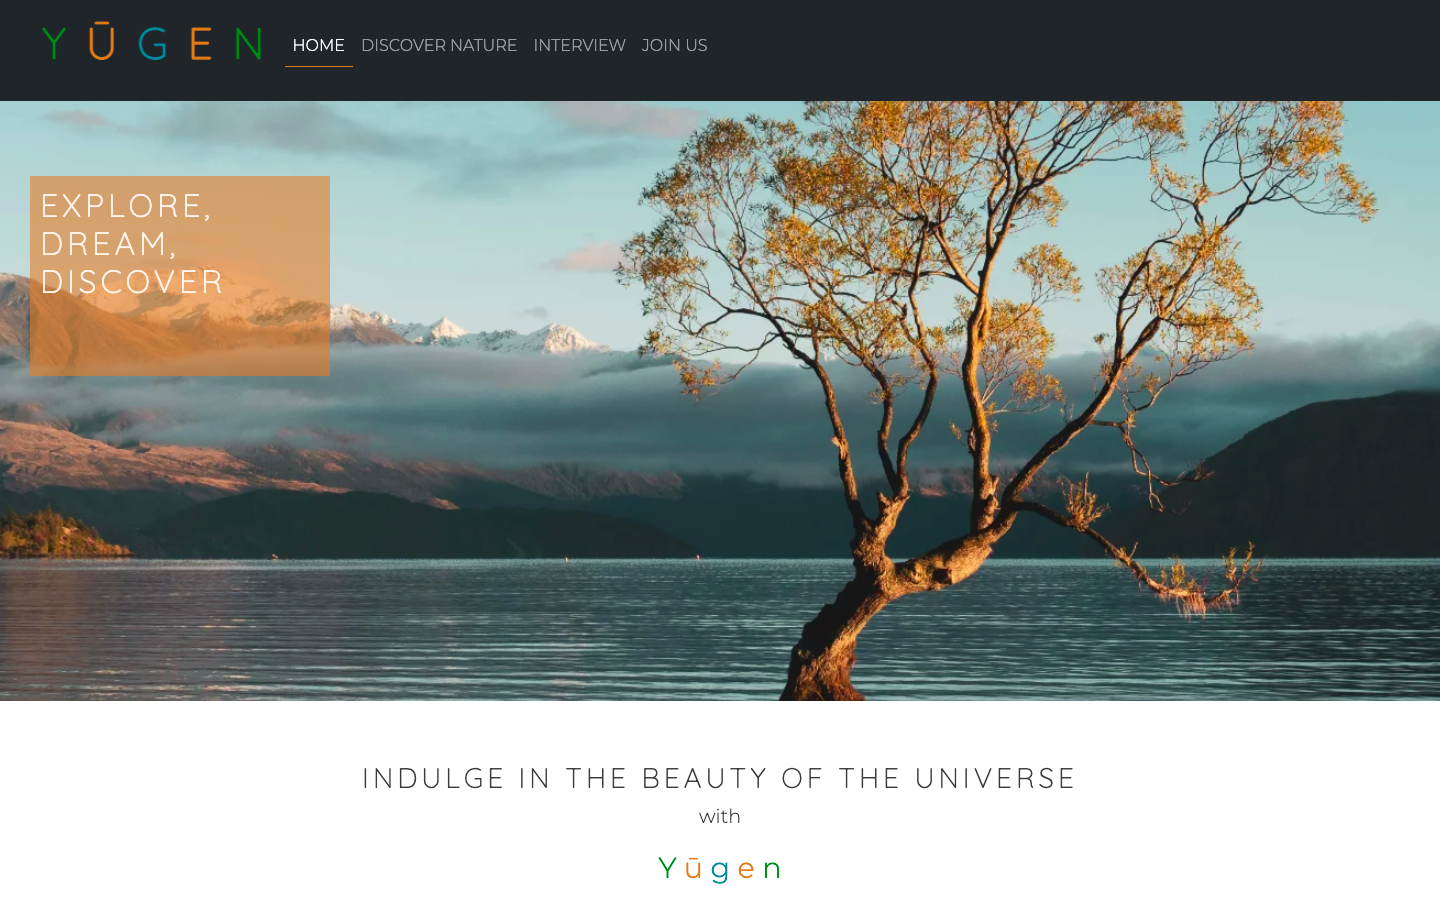 YŪGEN
HOME DISCOVER NATURE INTERVIEW JOIN US
EXPLORE,
DREAM,
DISCOVER
INDULGE IN THE BEAUTY OF THE UNIVERSE
with
Yūgen